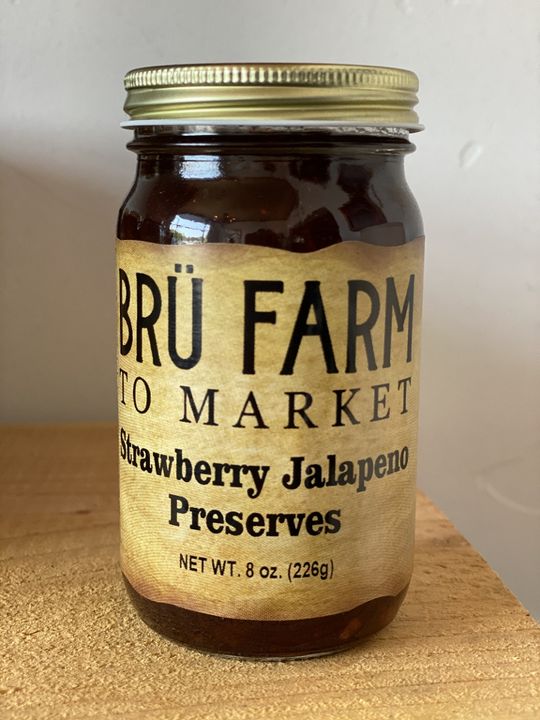 BRÜ FARM
TO MARKET
Strawberry Jalapeno
Preserves
NET WT. 8 oz. (226g)